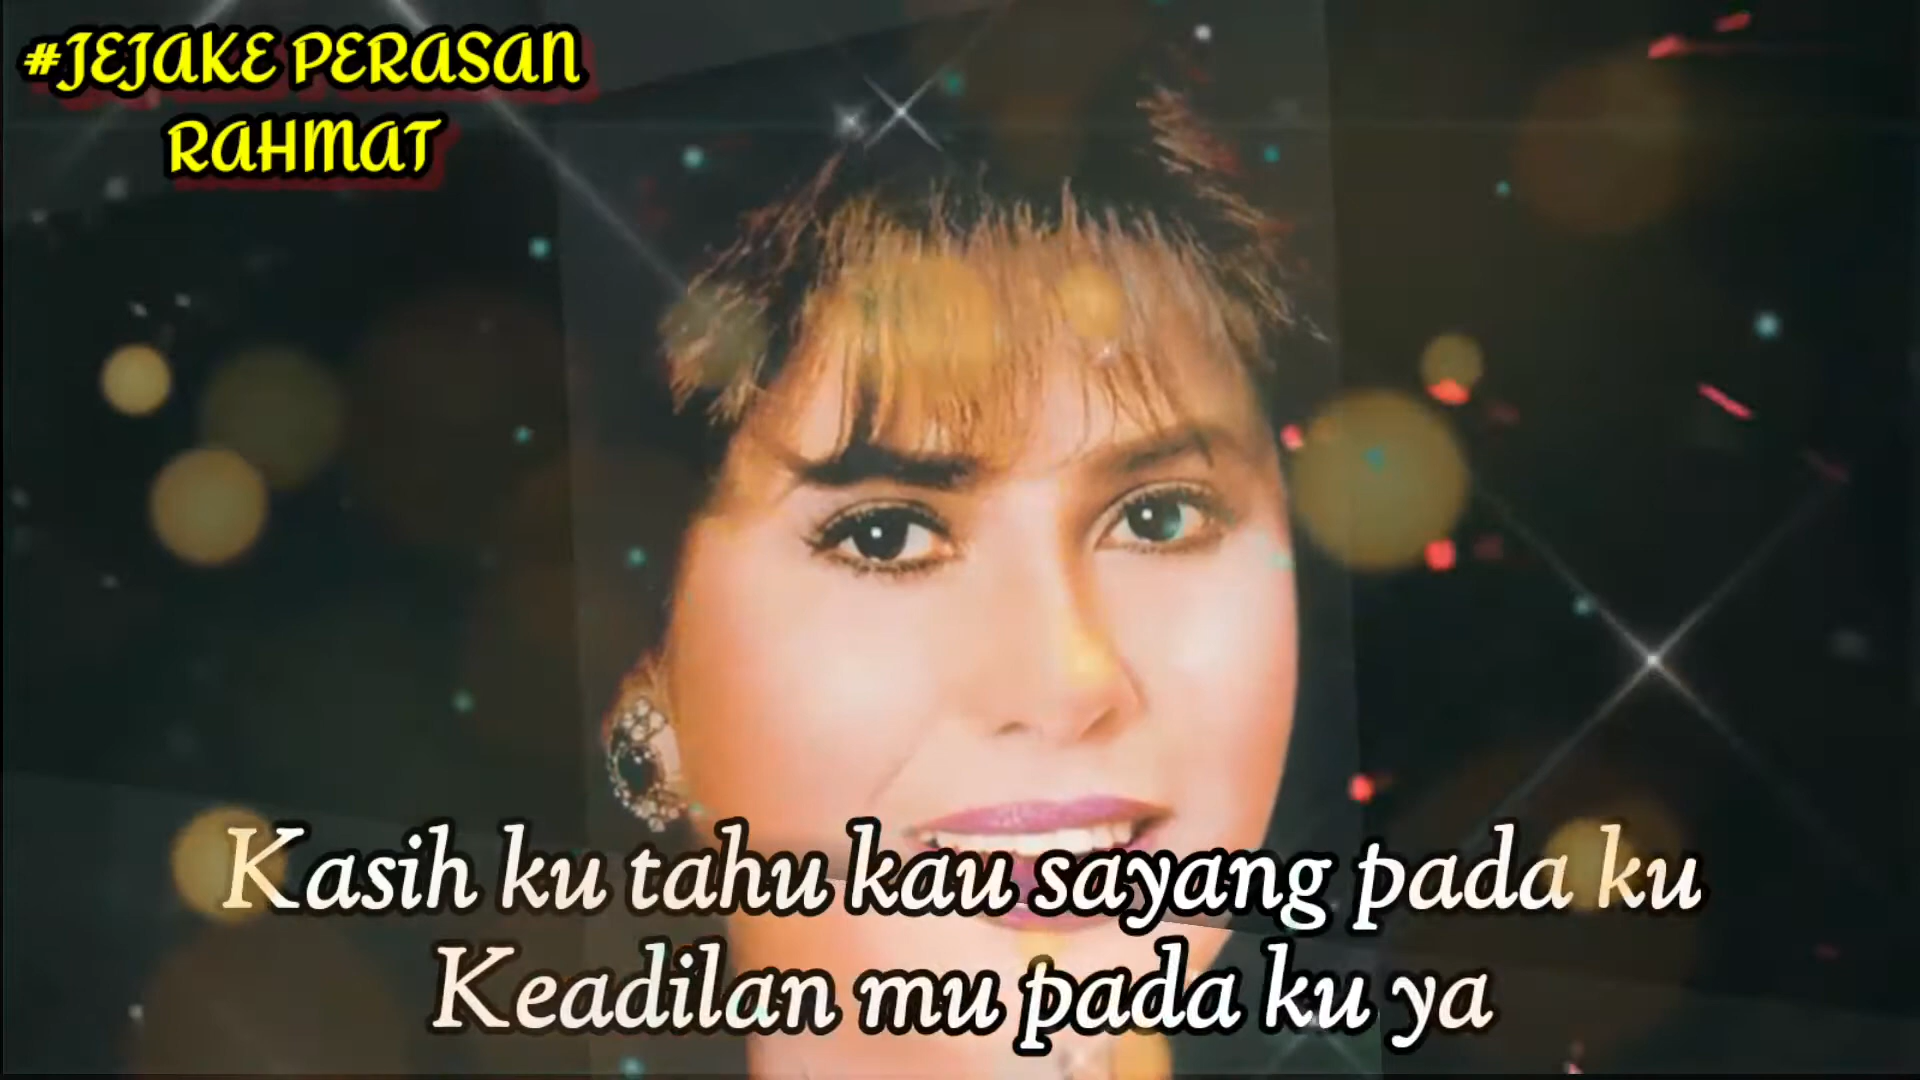 #JEJAKE PERASAN
RAHMAT
Kasih ku tahu kau sayang pada ku
Keadilan mu pada ku ya